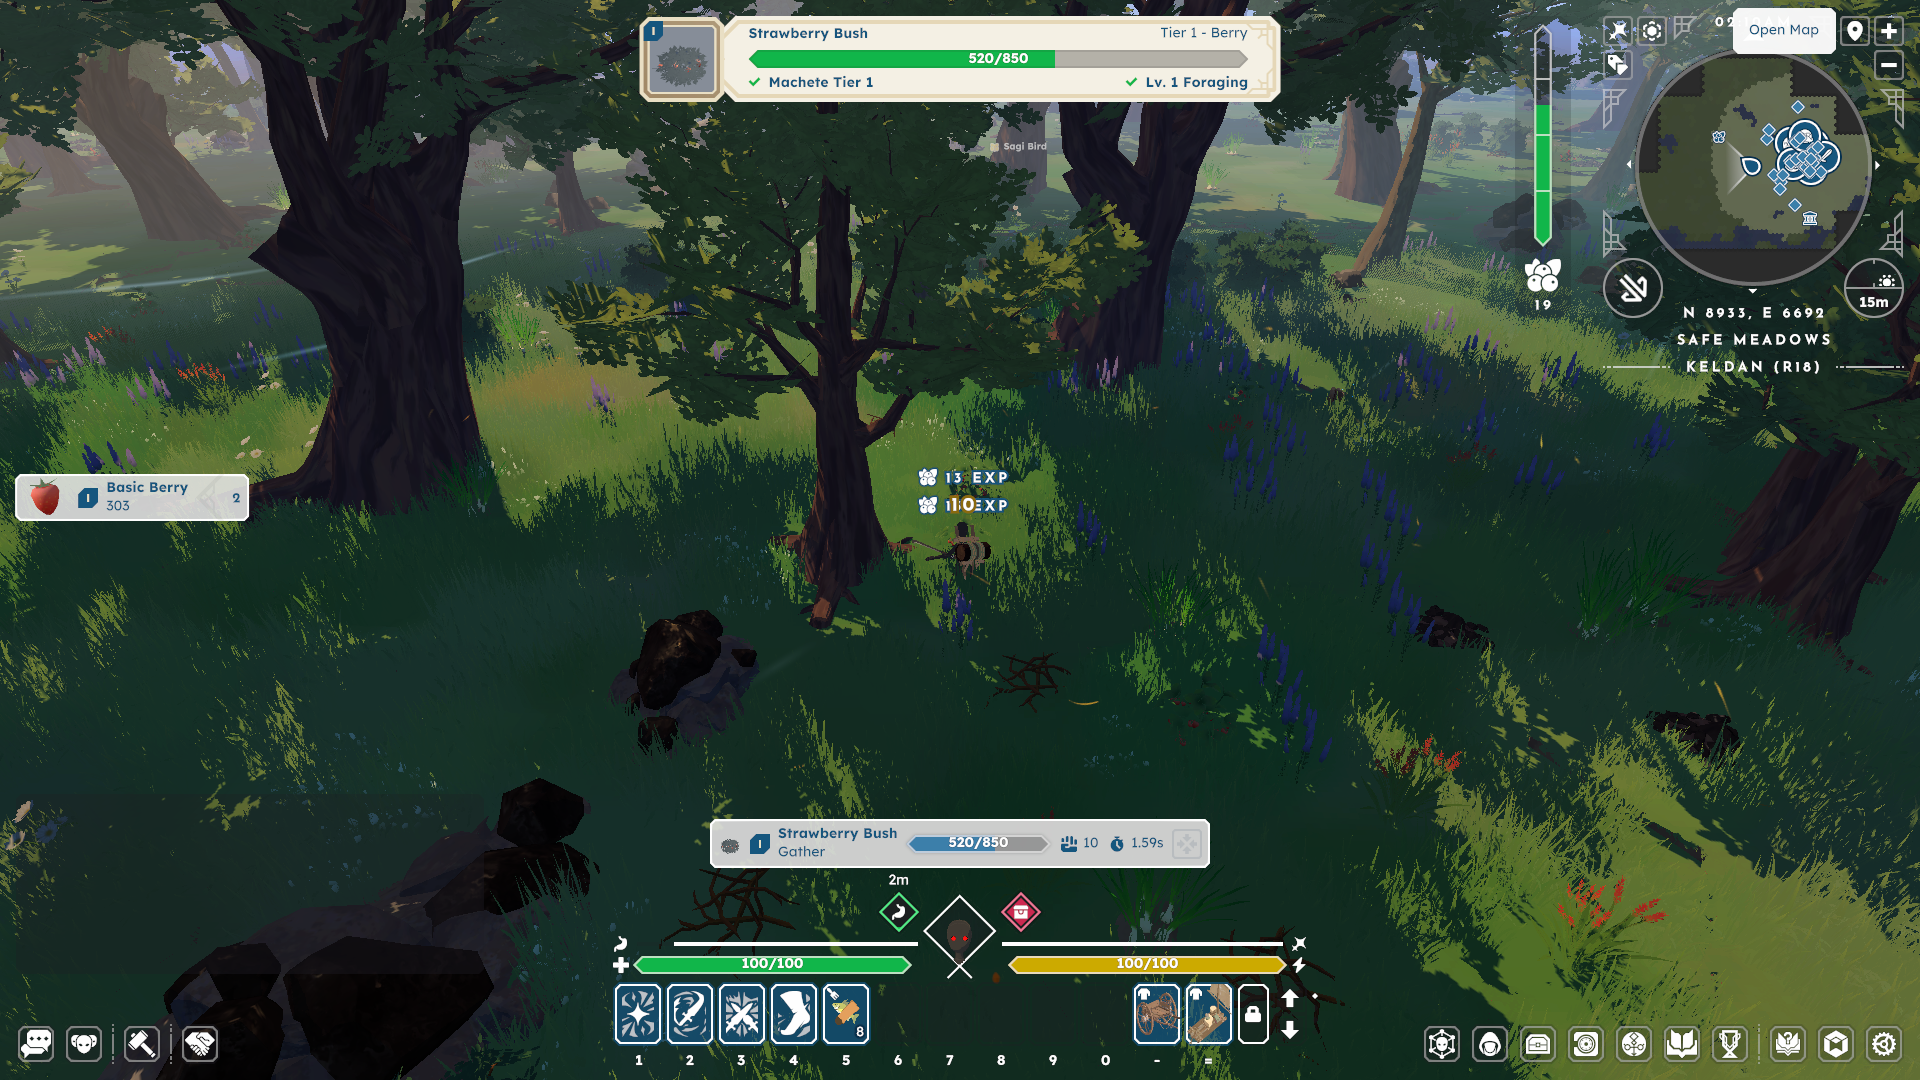 I
Strawberry Bush
Tier 1 - Berry
520/850
Machete Tier 1
Lv. 1 Foraging
Open Map
Sagi Bird
19
15m
N 8933, E 6692
SAFE MEADOWS
KELDAN (R18)
I
Basic Berry
303
2
13 EXP
10
EXP
I
Strawberry Bush
Gather
520/850
10
1.59s
2m
100/100
100/100
8
1 2 3 4 5 6 7 8 9 0 - =